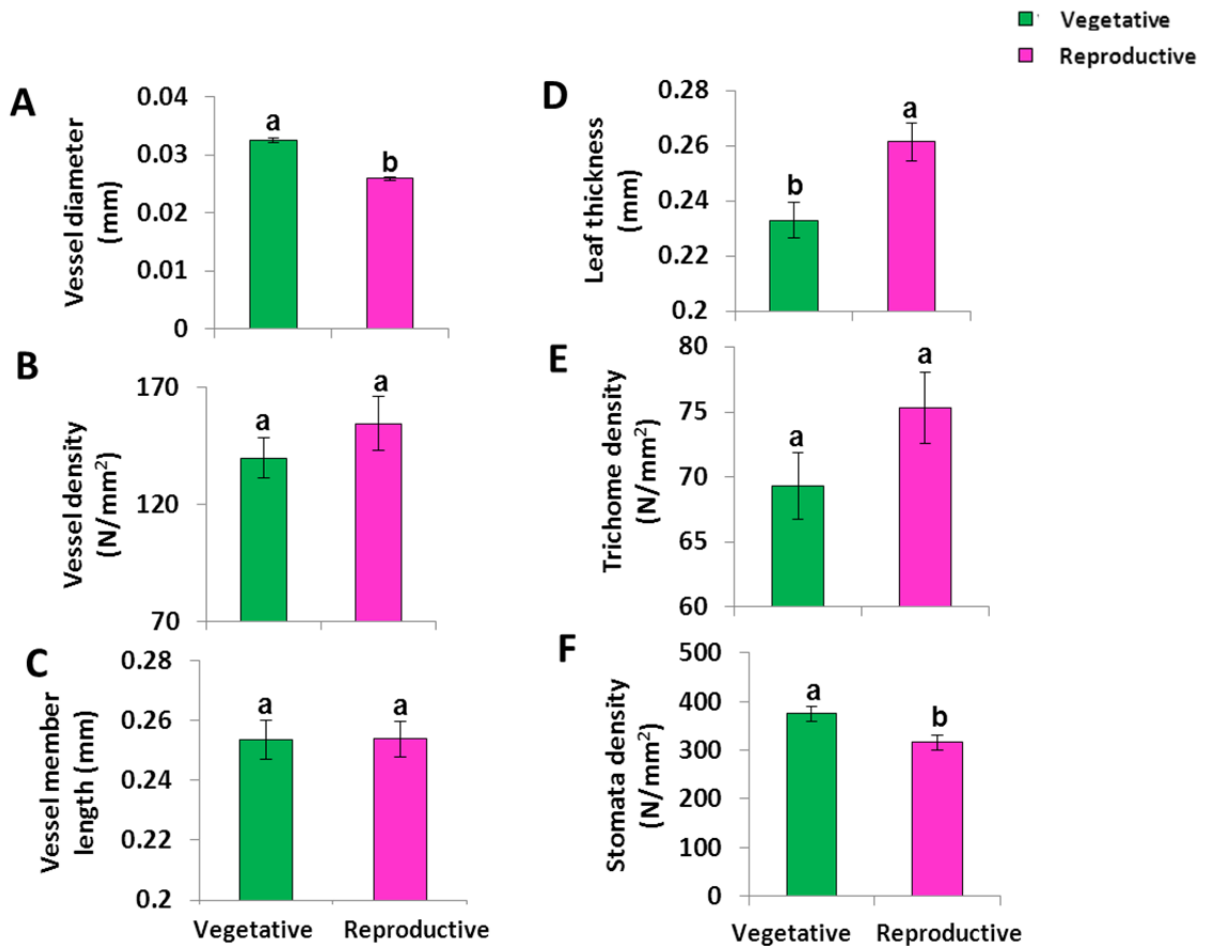 Vegetative
Reproductive
A
Vessel diameter
(mm)
0.04
0.03
0.02
0.01
0
a
b
B
Vessel density
(N/mm²)
170
120
70
a
a
C
Vessel member
length (mm)
0.28
0.26
0.24
0.22
0.2
a
a
Vegetative
Reproductive
D
Leaf thickness
(mm)
0.28
0.26
0.24
0.22
0.2
b
a
E
Trichome density
(N/mm²)
80
75
70
65
60
a
a
F
Stomata density
(N/mm²)
500
400
300
200
100
0
a
b
Vegetative
Reproductive